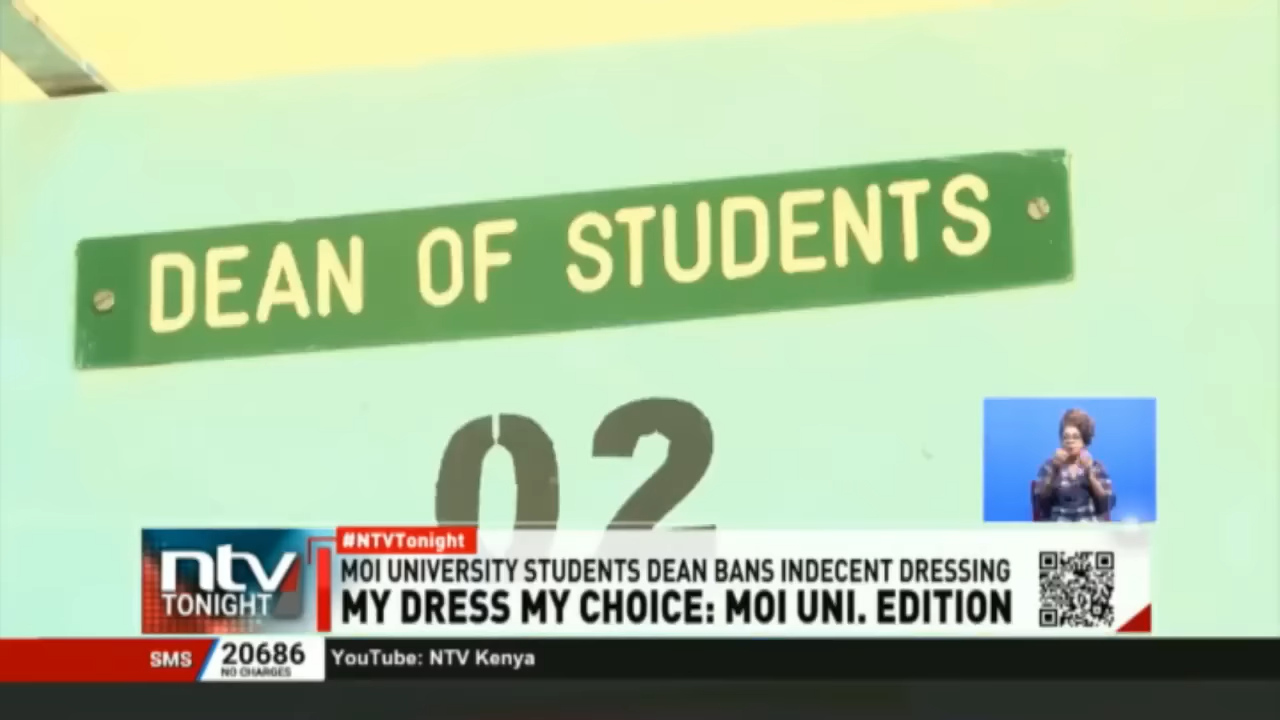 DEAN OF STUDENTS
02
#NTVTonight
ntv
TONIGHT
MOI UNIVERSITY STUDENTS DEAN BANS INDECENT DRESSING
MY DRESS MY CHOICE: MOI UNI. EDITION
SMS
20686
NO CHARGES
YouTube: NTV Kenya